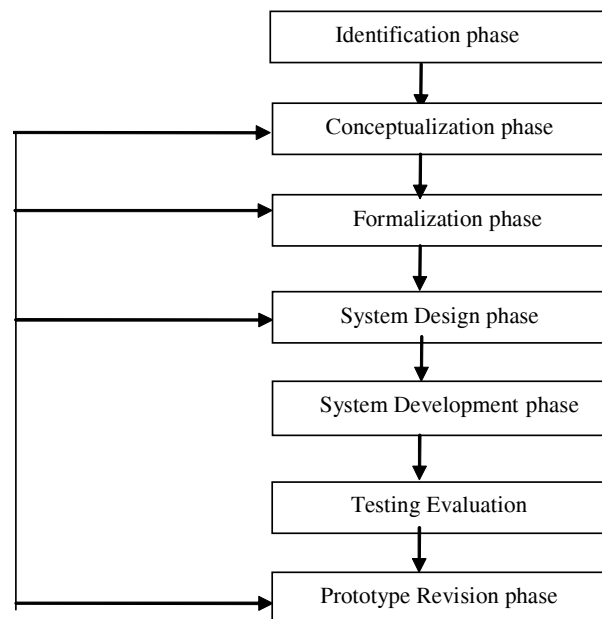 Identification phase
Conceptualization phase
Formalization phase
System Design phase
System Development phase
Testing Evaluation
Prototype Revision phase